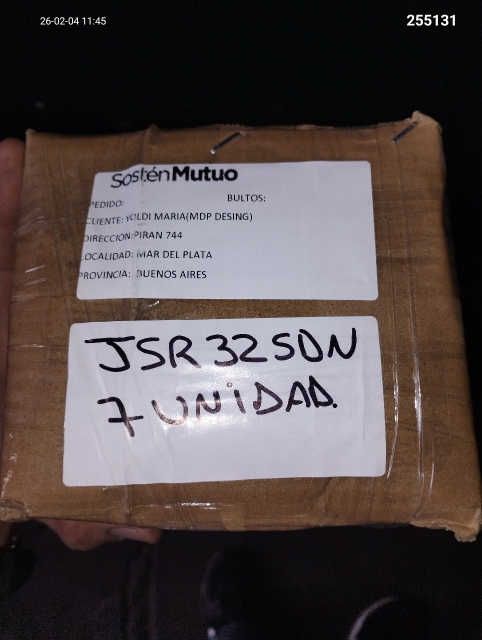 26-02-04 11:45
255131
SosténMutuo
PEDIDO:
BULTOS:
CLIENTE: YOLDI MARIA(MDP DESING)
DIRECCION:PIRAN 744
LOCALIDAD: MAR DEL PLATA
PROVINCIA: BUENOS AIRES
JSR32SDN
7 UNiDAD.